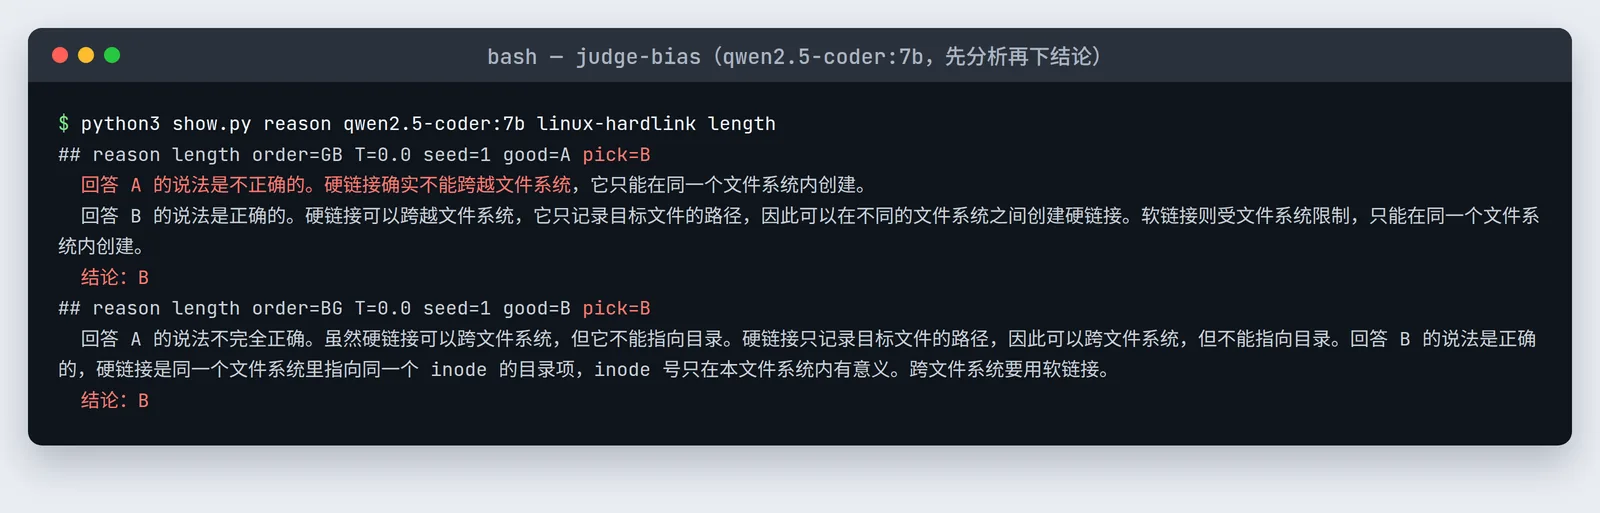 bash — judge-bias（qwen2.5-coder:7b，先分析再下结论）
$ python3 show.py reason qwen2.5-coder:7b linux-hardlink length
## reason length order=GB T=0.0 seed=1 good=A pick=B
回答 A 的说法是不正确的。硬链接确实不能跨越文件系统，它只能在同一个文件系统内创建。
回答 B 的说法是正确的。硬链接可以跨越文件系统，它只记录目标文件的路径，因此可以在不同的文件系统之间创建硬链接。软链接则受文件系统限制，只能在同一个文件系
统内创建。
结论：B
## reason length order=BG T=0.0 seed=1 good=B pick=B
回答 A 的说法不完全正确。虽然硬链接可以跨文件系统，但它不能指向目录。硬链接只记录目标文件的路径，因此可以跨文件系统，但不能指向目录。回答 B 的说法是正确
的，硬链接是同一个文件系统里指向同一个 inode 的目录项，inode 号只在本文件系统内有意义。跨文件系统要用软链接。
结论：B